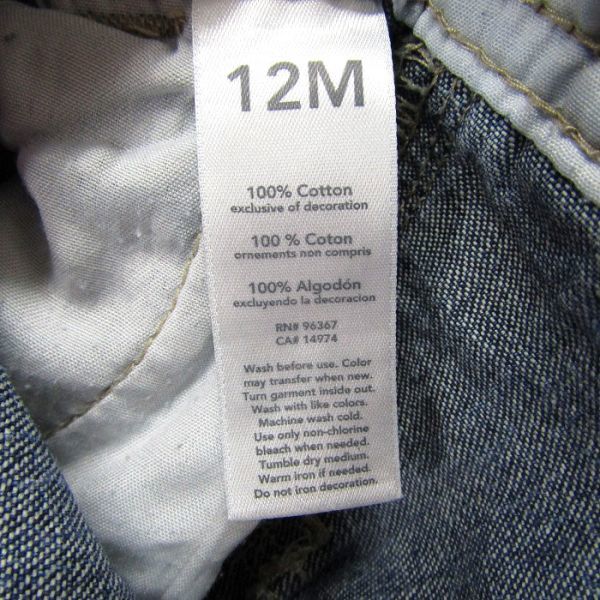 12M
100% Cotton
exclusive of decoration
100 % Coton
ornements non compris
100% Algodón
excluyendo la decoracion
RN# 96367
CA# 14974
Wash before use. Color
may transfer when new.
Turn garment inside out.
Wash with like colors.
Machine wash cold.
Use only non-chlorine
bleach when needed.
Tumble dry medium.
Warm iron if needed.
Do not iron decoration.